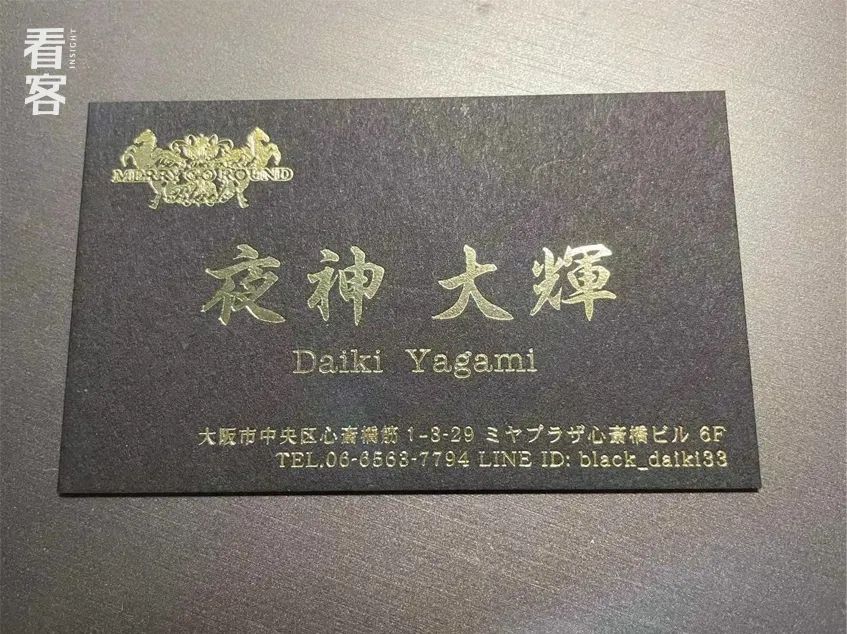 看客
INSIGHT
MERRY GO ROUND
夜神 大輝
Daiki Yagami
大阪市中央区心斎橋筋 1-3-29 ミヤプラザ心斎橋ビル 6F
TEL.06-6563-7794 LINE ID: black_daiki33